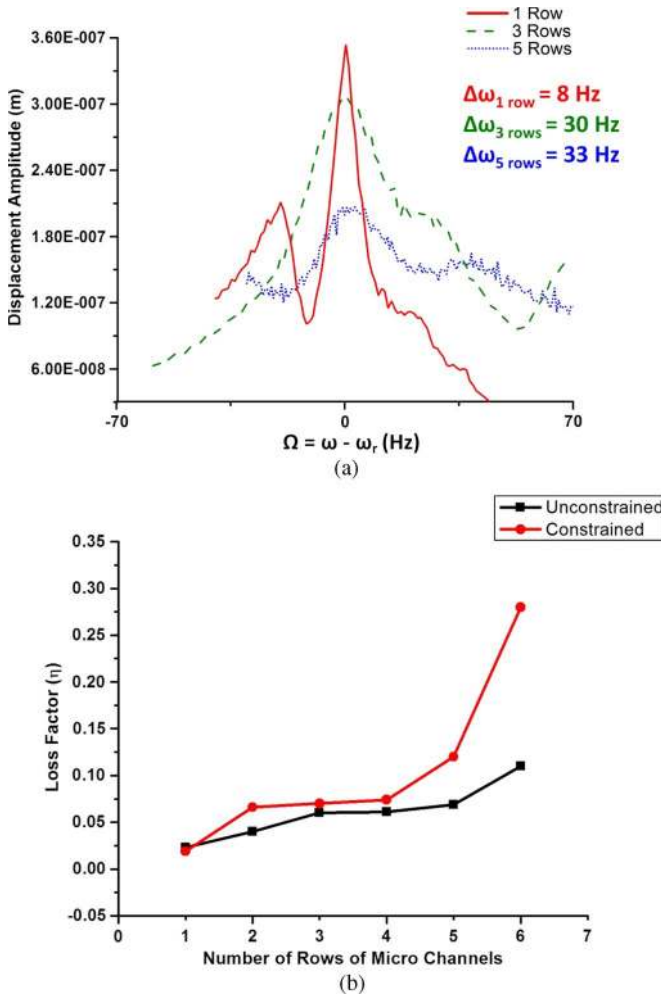 1 Row
3 Rows
5 Rows
3.60E-007
3.00E-007
2.40E-007
1.80E-007
1.20E-007
6.00E-008
Displacement Amplitude (m)
Δω1 row = 8 Hz
Δω3 rows = 30 Hz
Δω5 rows = 33 Hz
-70 0 70
Ω = ω - ωr (Hz)
(a)
Unconstrained
Constrained
0.35
0.30
0.25
0.20
0.15
0.10
0.05
0.00
-0.05
Loss Factor (η)
0 1 2 3 4 5 6 7
Number of Rows of Micro Channels
(b)